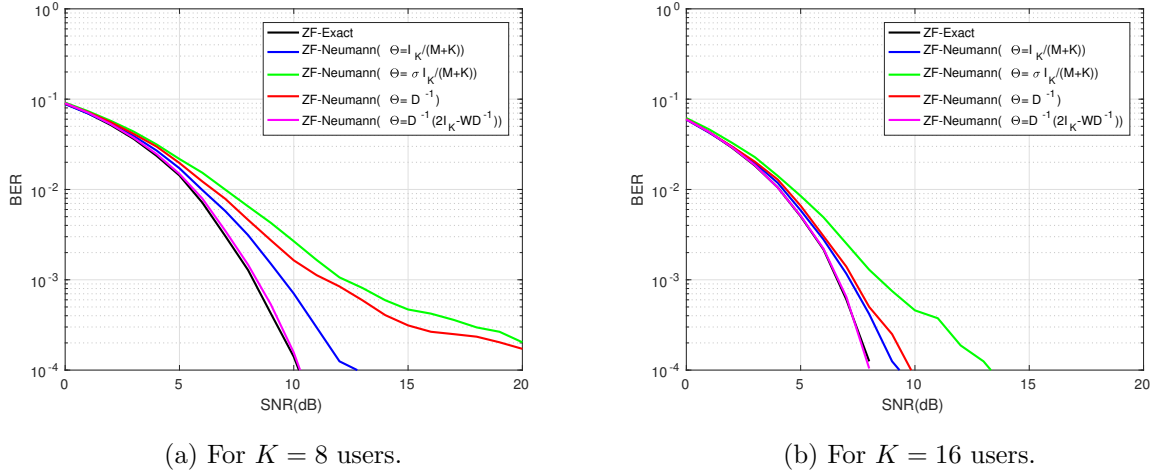 10^0
10^-1
10^-2
10^-3
10^-4
BER
0
5
10
15
20
SNR(dB)
ZF-Exact
ZF-Neumann( Θ=I_K/(M+K))
ZF-Neumann( Θ= σ I_K/(M+K))
ZF-Neumann( Θ= D^-1)
ZF-Neumann( Θ=D^-1(2I_K-WD^-1))
(a) For K = 8 users.
10^0
10^-1
10^-2
10^-3
10^-4
BER
0
5
10
15
20
SNR(dB)
ZF-Exact
ZF-Neumann( Θ=I_K/(M+K))
ZF-Neumann( Θ= σ I_K/(M+K))
ZF-Neumann( Θ= D^-1)
ZF-Neumann( Θ=D^-1(2I_K-WD^-1))
(b) For K = 16 users.